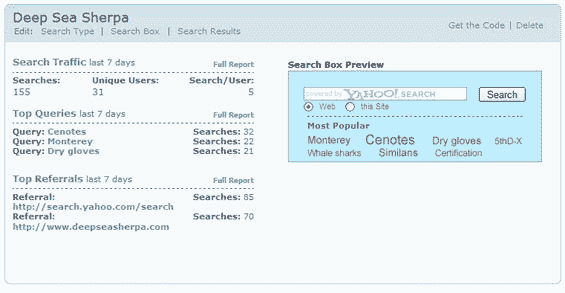 Deep Sea Sherpa
Edit: Search Type | Search Box | Search Results
Get the Code | Delete
Search Traffic last 7 days Full Report
Searches: Unique Users: Search/User:
155 31 5
Top Queries last 7 days Full Report
Query: Cenotes Searches: 32
Query: Monterey Searches: 22
Query: Dry gloves Searches: 21
Top Referrals last 7 days Full Report
Referral: Searches: 85
http://search.yahoo.com/search
Referral: Searches: 70
http://www.deepseasherpa.com
Search Box Preview
powered by YAHOO! SEARCH Search
Web this Site
Most Popular
Monterey Cenotes Dry gloves 5thD-X
Whale sharks Similans Certification